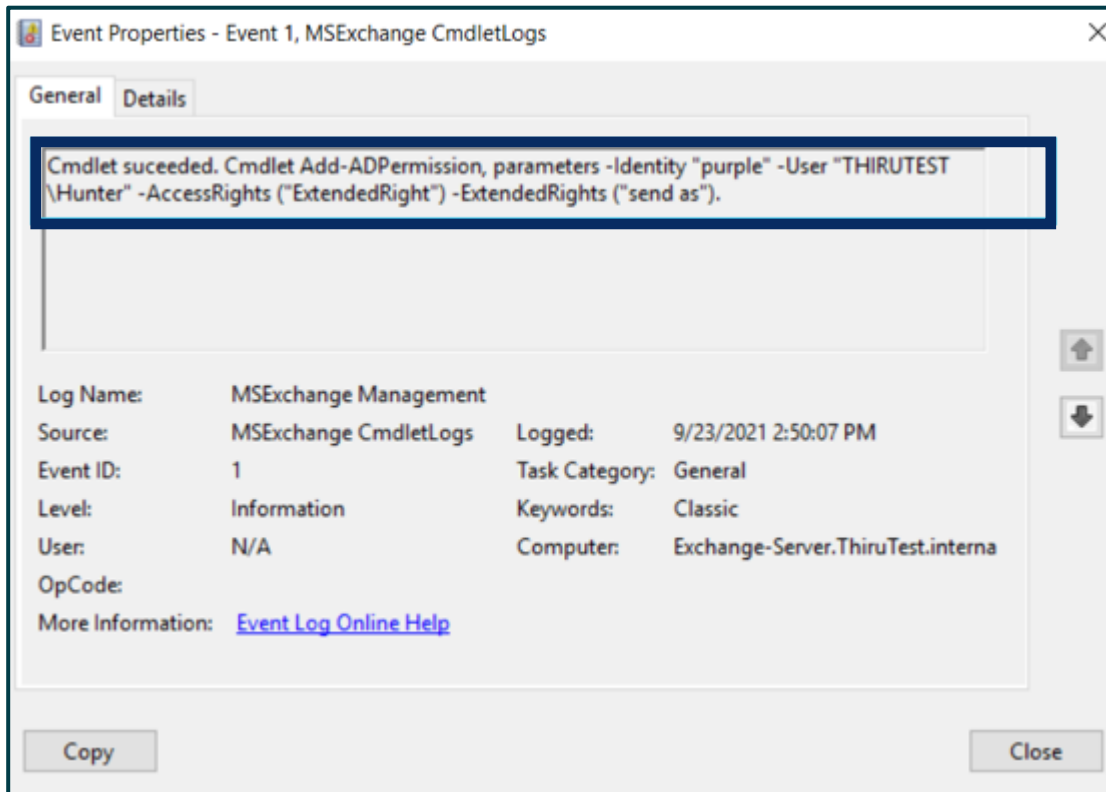 Event Properties - Event 1, MSExchange CmdletLogs
General Details
Cmdlet suceeded. Cmdlet Add-ADPermission, parameters -Identity "purple" -User "THIRUTEST
\Hunter" -AccessRights ("ExtendedRight") -ExtendedRights ("send as").
Log Name: MSExchange Management
Source: MSExchange CmdletLogs Logged: 9/23/2021 2:50:07 PM
Event ID: 1 Task Category: General
Level: Information Keywords: Classic
User: N/A Computer: Exchange-Server.ThiruTest.interna
OpCode:
More Information: Event Log Online Help
Copy Close